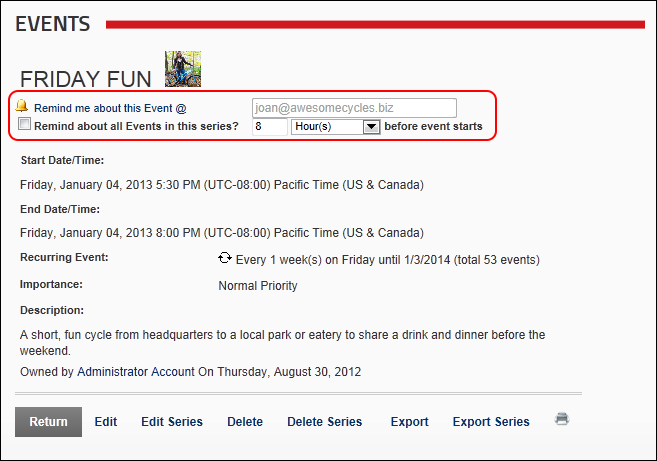 EVENTS
FRIDAY FUN
Remind me about this Event @ joan@awesomecycles.biz
Remind about all Events in this series? 8 Hour(s) before event starts
Start Date/Time:
Friday, January 04, 2013 5:30 PM (UTC-08:00) Pacific Time (US & Canada)
End Date/Time:
Friday, January 04, 2013 8:00 PM (UTC-08:00) Pacific Time (US & Canada)
Recurring Event: Every 1 week(s) on Friday until 1/3/2014 (total 53 events)
Importance: Normal Priority
Description:
A short, fun cycle from headquarters to a local park or eatery to share a drink and dinner before the
weekend.
Owned by Administrator Account On Thursday, August 30, 2012
Return Edit Edit Series Delete Delete Series Export Export Series